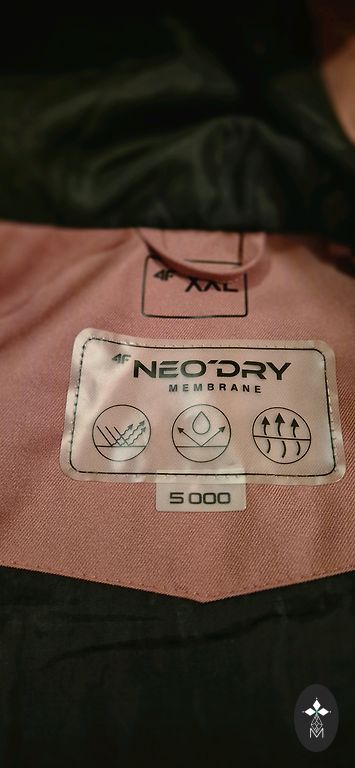 4F XXL
4F NEO'DRY
MEMBRANE
5 000
M